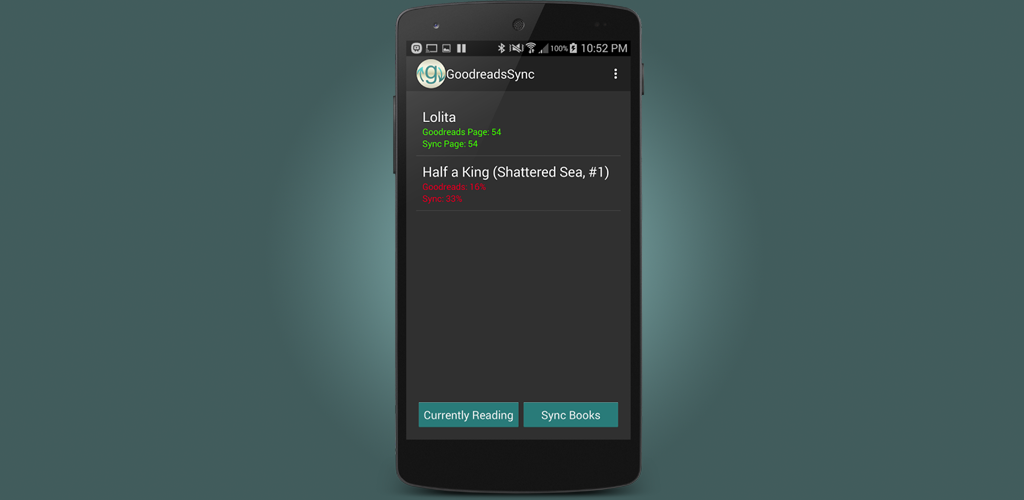 100% 10:52 PM
g GoodreadsSync
Lolita
Goodreads Page: 54
Sync Page: 54
Half a King (Shattered Sea, #1)
Goodreads: 16%
Sync: 33%
Currently Reading
Sync Books